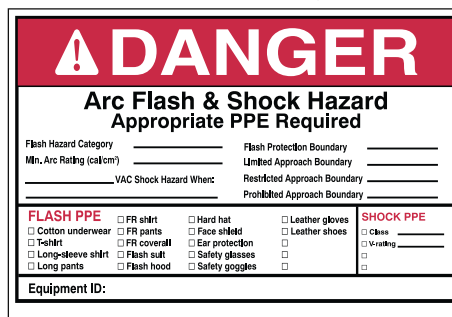 DANGER
Arc Flash & Shock Hazard
Appropriate PPE Required
Flash Hazard Category
Min. Arc Rating (cal/cm²)
VAC Shock Hazard When:
Flash Protection Boundary
Limited Approach Boundary
Restricted Approach Boundary
Prohibited Approach Boundary
FLASH PPE
Cotton underwear
T-shirt
Long-sleeve shirt
Long pants
FR shirt
FR pants
FR coverall
Flash suit
Flash hood
Hard hat
Face shield
Ear protection
Safety glasses
Safety goggles
Leather gloves
Leather shoes
SHOCK PPE
Class
V-rating
Equipment ID: